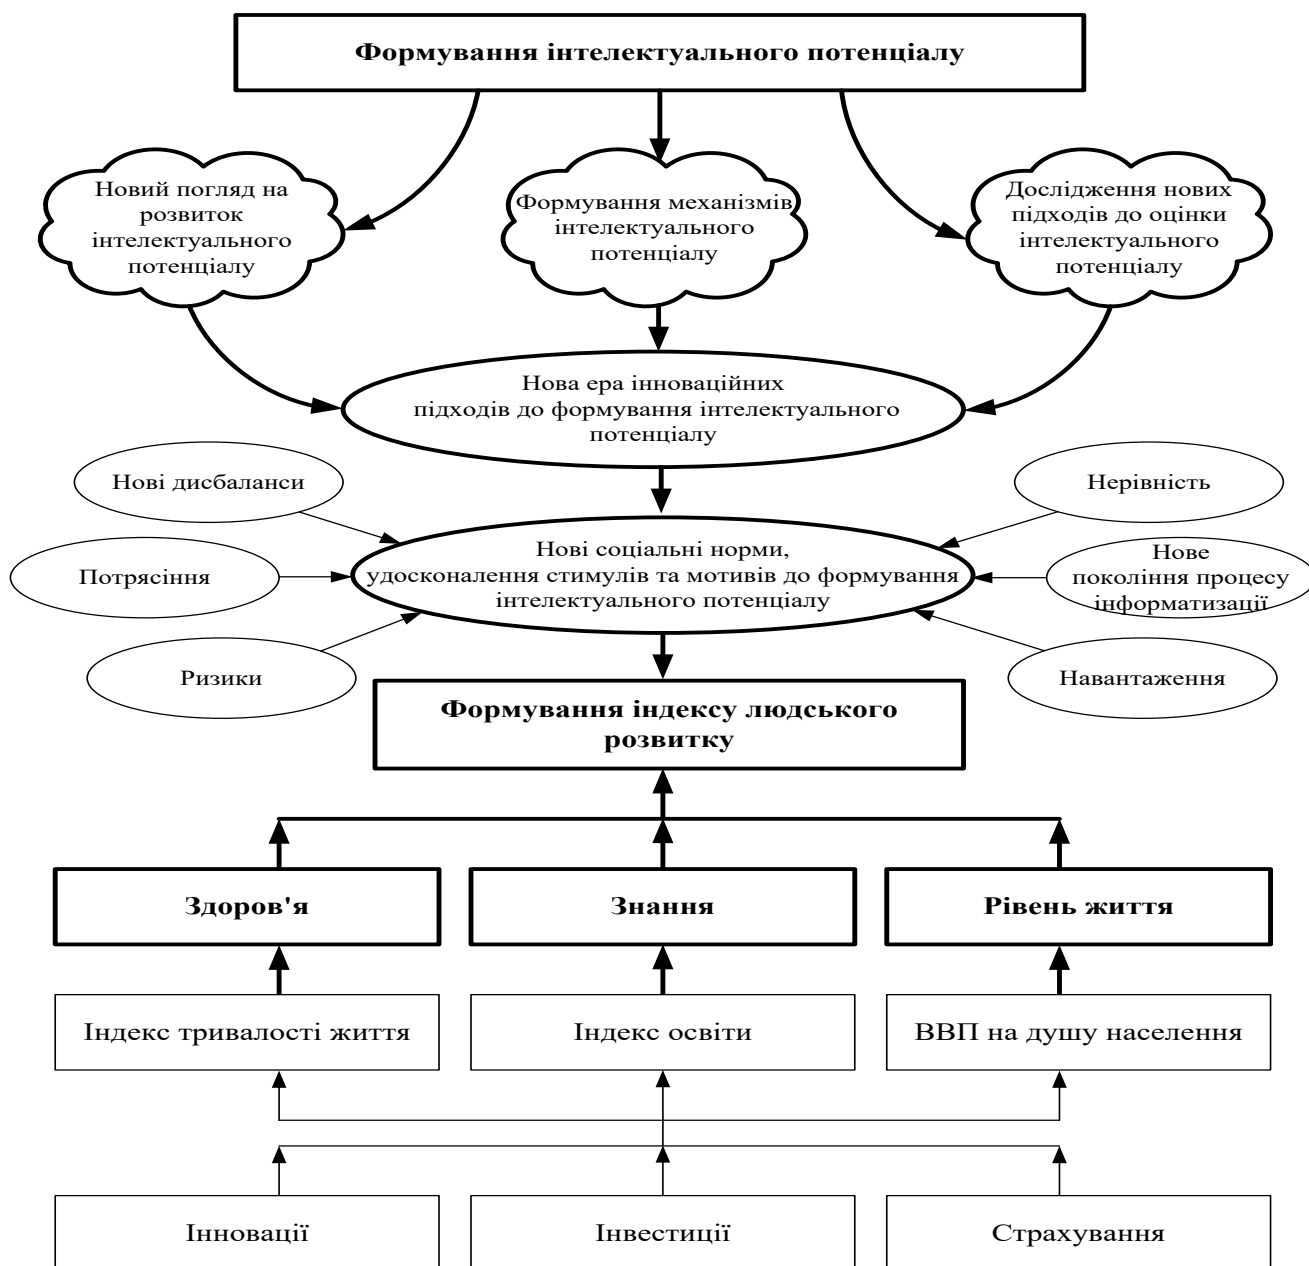 Формування інтелектуального потенціалу
Новий погляд на
розвиток
інтелектуального
потенціалу
Формування механізмів
інтелектуального
потенціалу
Дослідження нових
підходів до оцінки
інтелектуального
потенціалу
Нова ера інноваційних
підходів до формування інтелектуального
потенціалу
Нові дисбаланси
Нерівність
Потрясіння
Нові соціальні норми,
удосконалення стимулів та мотивів до формування
інтелектуального потенціалу
Нове
покоління процесу
інформатизації
Ризики
Навантаження
Формування індексу людського
розвитку
Здоров'я
Знання
Рівень життя
Індекс тривалості життя
Індекс освіти
ВВП на душу населення
Інновації
Інвестиції
Страхування